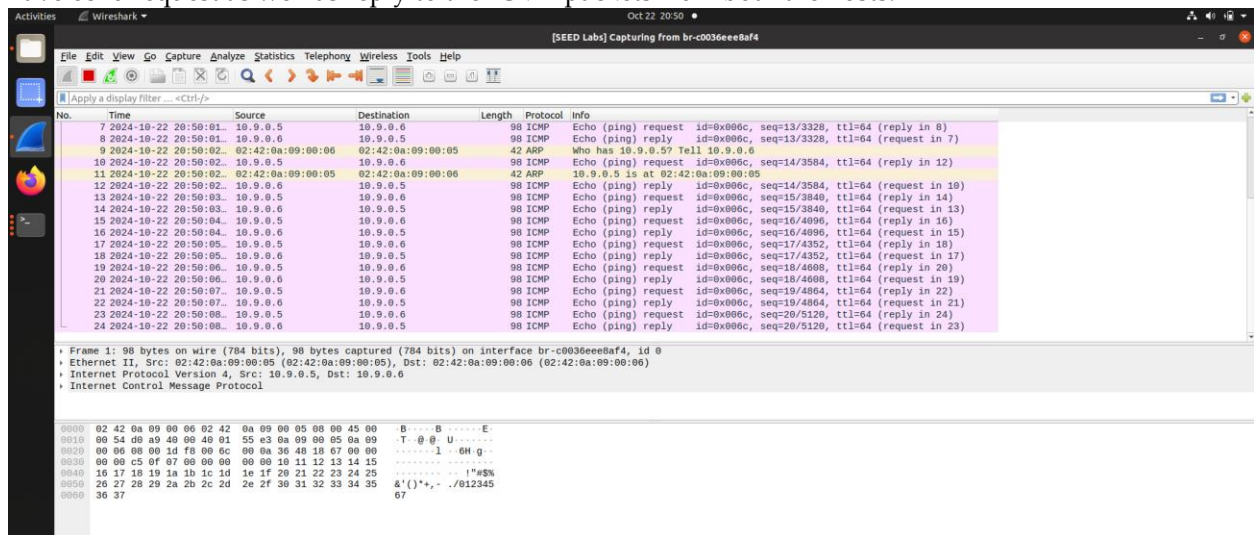 Activities Wireshark Oct 22 20:50
[SEED Labs] Capturing from br-c0036eee8af4
File Edit View Go Capture Analyze Statistics Telephony Wireless Tools Help
Apply a display filter ... <Ctrl-/>
No. Time Source Destination Length Protocol Info
7 2024-10-22 20:50:01… 10.9.0.5 10.9.0.6 98 ICMP Echo (ping) request id=0x006c, seq=13/3328, ttl=64 (reply in 8)
8 2024-10-22 20:50:01… 10.9.0.6 10.9.0.5 98 ICMP Echo (ping) reply id=0x006c, seq=13/3328, ttl=64 (request in 7)
9 2024-10-22 20:50:02… 02:42:0a:09:00:06 02:42:0a:09:00:05 42 ARP Who has 10.9.0.5? Tell 10.9.0.6
10 2024-10-22 20:50:02… 10.9.0.5 10.9.0.6 98 ICMP Echo (ping) request id=0x006c, seq=14/3584, ttl=64 (reply in 12)
11 2024-10-22 20:50:02… 02:42:0a:09:00:05 02:42:0a:09:00:06 42 ARP 10.9.0.5 is at 02:42:0a:09:00:05
12 2024-10-22 20:50:02… 10.9.0.6 10.9.0.5 98 ICMP Echo (ping) reply id=0x006c, seq=14/3584, ttl=64 (request in 10)
13 2024-10-22 20:50:03… 10.9.0.5 10.9.0.6 98 ICMP Echo (ping) request id=0x006c, seq=15/3840, ttl=64 (reply in 14)
14 2024-10-22 20:50:03… 10.9.0.6 10.9.0.5 98 ICMP Echo (ping) reply id=0x006c, seq=15/3840, ttl=64 (request in 13)
15 2024-10-22 20:50:04… 10.9.0.5 10.9.0.6 98 ICMP Echo (ping) request id=0x006c, seq=16/4096, ttl=64 (reply in 16)
16 2024-10-22 20:50:04… 10.9.0.6 10.9.0.5 98 ICMP Echo (ping) reply id=0x006c, seq=16/4096, ttl=64 (request in 15)
17 2024-10-22 20:50:05… 10.9.0.5 10.9.0.6 98 ICMP Echo (ping) request id=0x006c, seq=17/4352, ttl=64 (reply in 18)
18 2024-10-22 20:50:05… 10.9.0.6 10.9.0.5 98 ICMP Echo (ping) reply id=0x006c, seq=17/4352, ttl=64 (request in 17)
19 2024-10-22 20:50:06… 10.9.0.5 10.9.0.6 98 ICMP Echo (ping) request id=0x006c, seq=18/4608, ttl=64 (reply in 20)
20 2024-10-22 20:50:06… 10.9.0.6 10.9.0.5 98 ICMP Echo (ping) reply id=0x006c, seq=18/4608, ttl=64 (request in 19)
21 2024-10-22 20:50:07… 10.9.0.5 10.9.0.6 98 ICMP Echo (ping) request id=0x006c, seq=19/4864, ttl=64 (reply in 22)
22 2024-10-22 20:50:07… 10.9.0.6 10.9.0.5 98 ICMP Echo (ping) reply id=0x006c, seq=19/4864, ttl=64 (request in 21)
23 2024-10-22 20:50:08… 10.9.0.5 10.9.0.6 98 ICMP Echo (ping) request id=0x006c, seq=20/5120, ttl=64 (reply in 24)
24 2024-10-22 20:50:08… 10.9.0.6 10.9.0.5 98 ICMP Echo (ping) reply id=0x006c, seq=20/5120, ttl=64 (request in 23)
Frame 1: 98 bytes on wire (784 bits), 98 bytes captured (784 bits) on interface br-c0036eee8af4, id 0
Ethernet II, Src: 02:42:0a:09:00:05 (02:42:0a:09:00:05), Dst: 02:42:0a:09:00:06 (02:42:0a:09:00:06)
Internet Protocol Version 4, Src: 10.9.0.5, Dst: 10.9.0.6
Internet Control Message Protocol
0000 02 42 0a 09 00 06 02 42 0a 09 00 05 08 00 45 00 ·B·····B ······E·
0010 00 54 d0 a9 40 00 40 01 55 e3 0a 09 00 05 0a 09 ·T··@·@· U·······
0020 00 06 08 00 1d f8 00 6c 00 0a 36 48 18 67 00 00 ·······l ··6H·g··
0030 00 00 c5 0f 07 00 00 00 00 00 10 11 12 13 14 15 ········ ········
0040 16 17 18 19 1a 1b 1c 1d 1e 1f 20 21 22 23 24 25 ········ ·· !"#$%
0050 26 27 28 29 2a 2b 2c 2d 2e 2f 30 31 32 33 34 35 &'()*+,- ./012345
0060 36 37 67